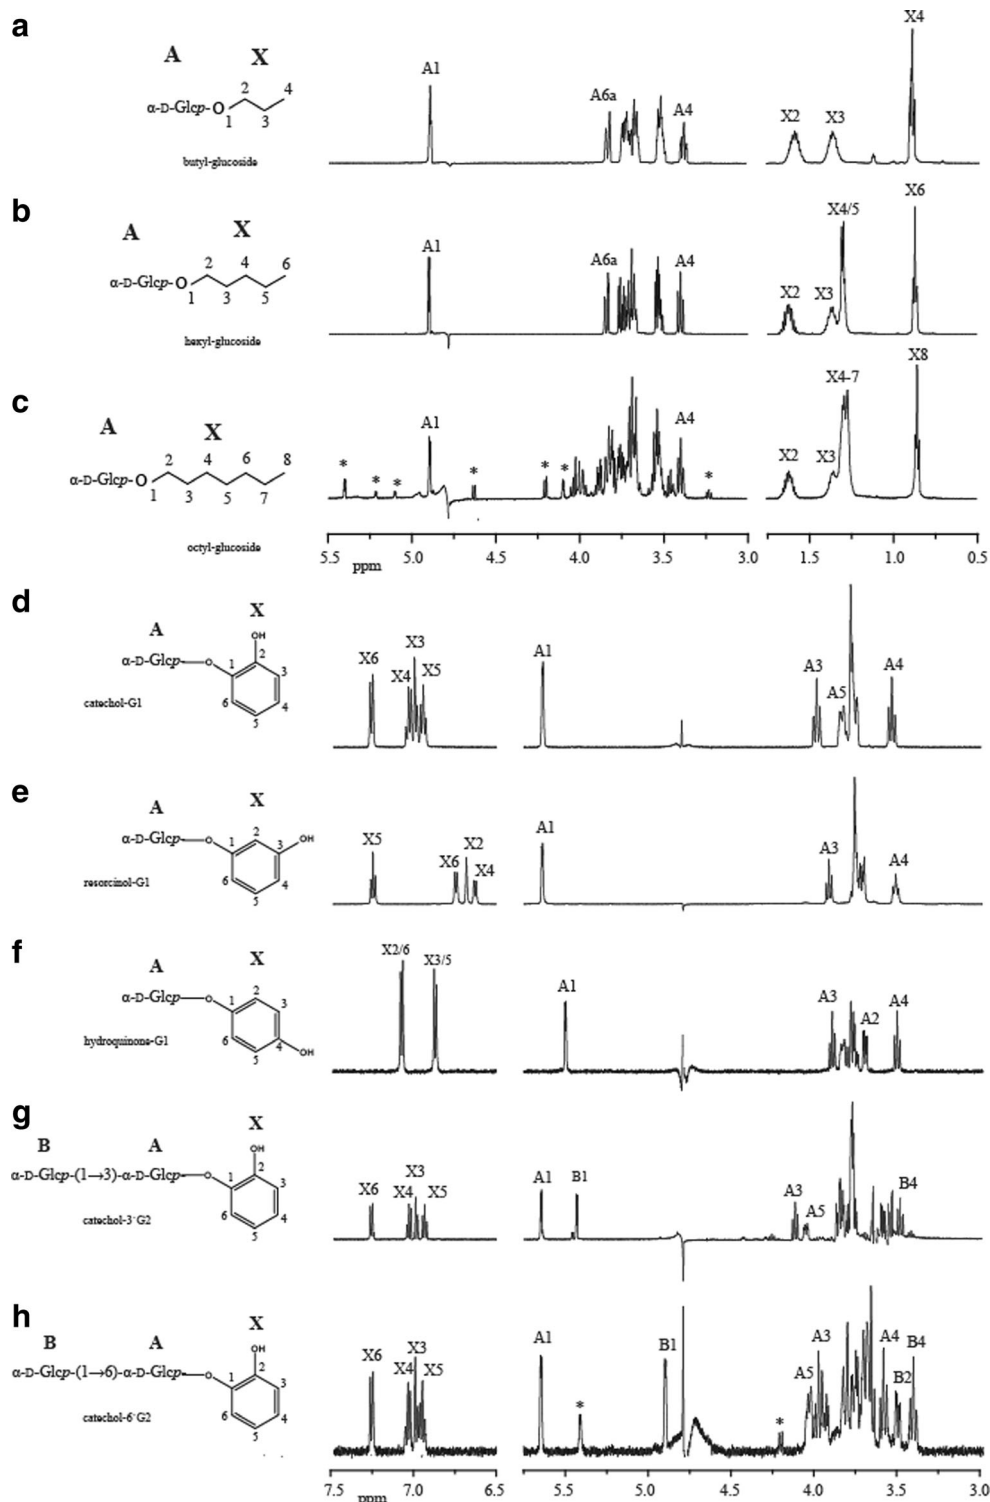 a
A X
X4
A1
2 4
α-D-Glcp-O
1 3
A6a
A4
X2 X3
butyl-glucoside
b
A X
X6
X4/5
A1
2 4 6
α-D-Glcp-O
1 3 5
A6a A4
X2 X3
hexyl-glucoside
c
A X
X8
X4-7
A1
A4
2 4 6 8
α-D-Glcp-O
1 3 5 7
* * * * * * *
X2 X3
octyl-glucoside
5.5 5.0 4.5 4.0 3.5 3.0 1.5 1.0 0.5
ppm
d
A X
OH
α-D-Glcp—O
1 2 3 4 5 6
catechol-G1
X6 X4 X3 X5
A1
A3 A5 A4
e
A X
α-D-Glcp—O
OH
1 2 3 4 5 6
resorcinol-G1
X5 X6 X2 X4
A1
A3 A4
f
A X
α-D-Glcp—O
OH
1 2 3 4 5 6
hydroquinone-G1
X2/6 X3/5
A1
A3 A2 A4
g
B A X
OH
α-D-Glcp-(1→3)-α-D-Glcp—O
1 2 3 4 5 6
catechol-3'G2
X6 X4 X3 X5
A1 B1
A3 A5 B4
h
B A X
OH
α-D-Glcp-(1→6)-α-D-Glcp—O
1 2 3 4 5 6
catechol-6'G2
X6 X4 X3 X5
A1 * B1 *
A5 A3 A4 B2 B4
7.5 7.0 6.5 5.5 5.0 4.5 4.0 3.5 3.0
ppm